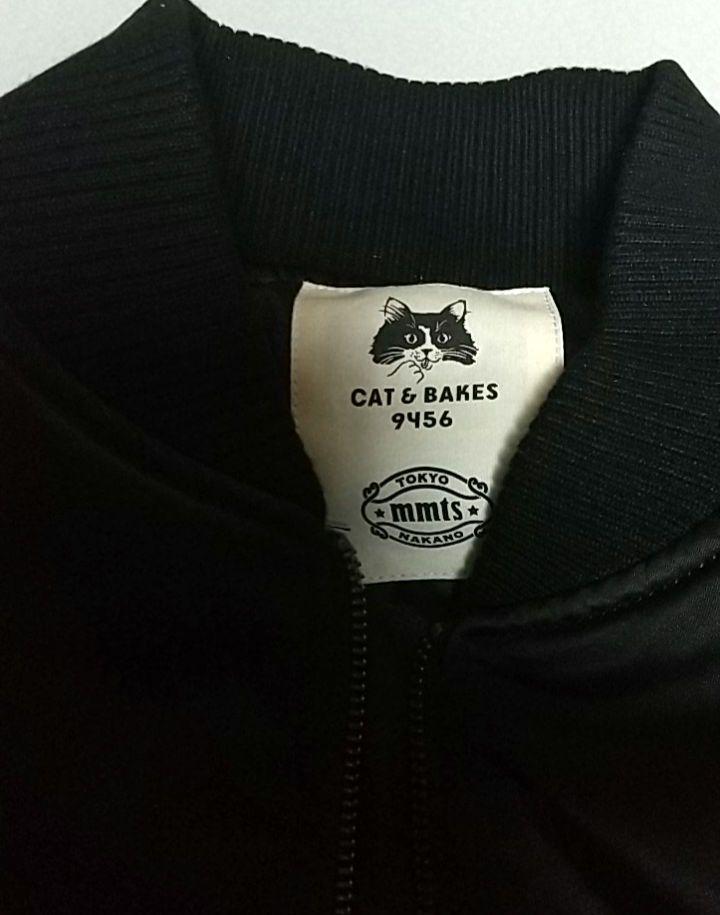 CAT & BAKES
9456
TOKYO
mmts
NAKANO